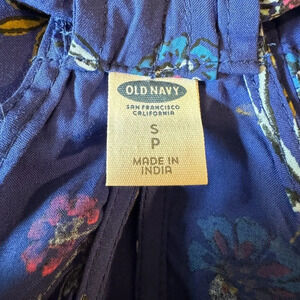 OLD NAVY
SAN FRANCISCO
CALIFORNIA
S
P
MADE IN
INDIA